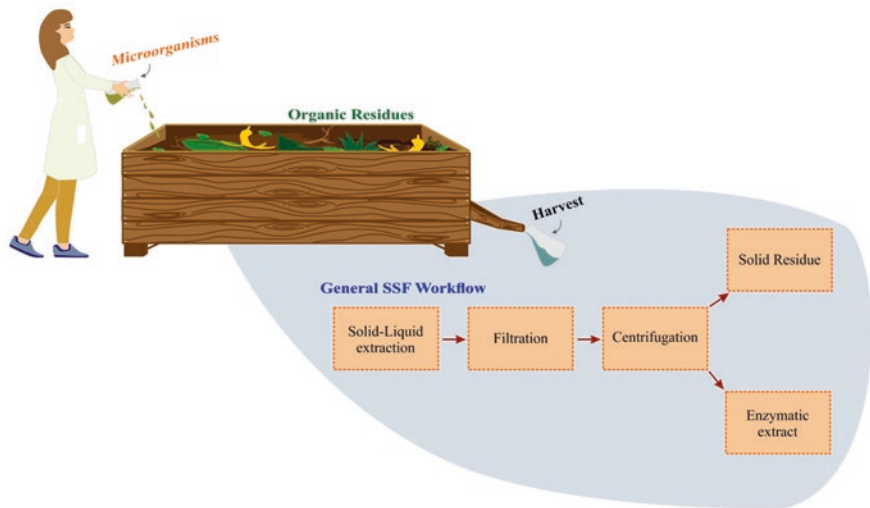 Microorganisms
Organic Residues
Harvest
General SSF Workflow
Solid-Liquid
extraction
Filtration
Centrifugation
Solid Residue
Enzymatic
extract